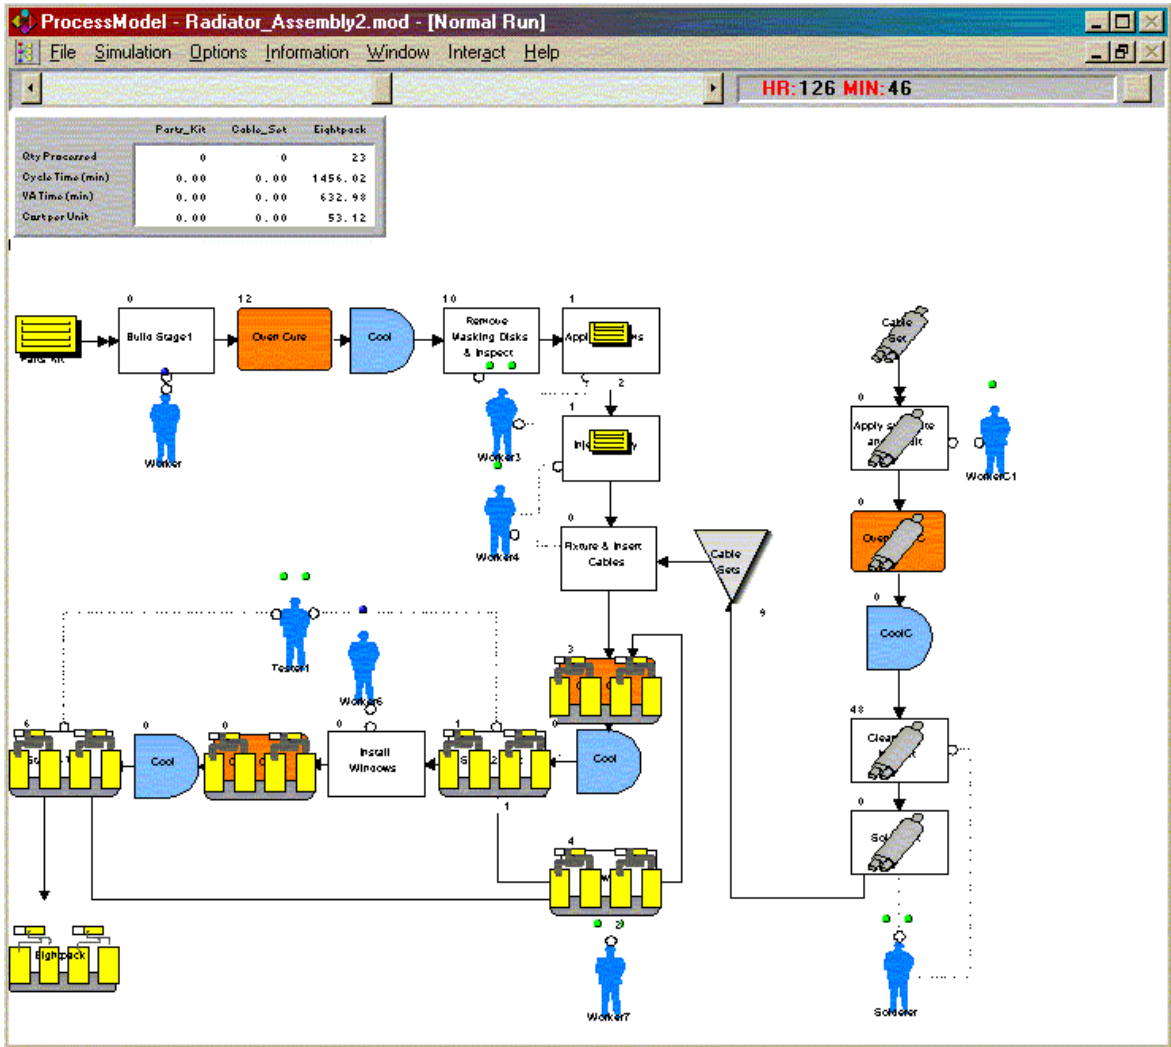 ProcessModel - Radiator_Assembly2.mod - [Normal Run]
File Simulation Options Information Window Interact Help
HR:126 MIN:46
Parts_Kit Cable_Set Eightpack
Qty Processed 0 0 23
Cycle Time (min) 0.00 0.00 1456.02
VA Time (min) 0.00 0.00 632.98
Cost per Unit 0.00 0.00 53.12
0
12
10
1
Build Stage1
Oven Cure
Cool
Remove
Masking Disks
& Inspect
Cable
Set
2
Worker
Worker3
1
0
WorkerC1
Worker4
0
Fixture & Insert
Cables
Cable
Sets
9
0
0
CoolC
Tester1
Worker6
3
6
0
0
0
1
0
Cool
Install
Windows
Cool
48
1
4
0
Eightpack
2
Worker7
Solderer